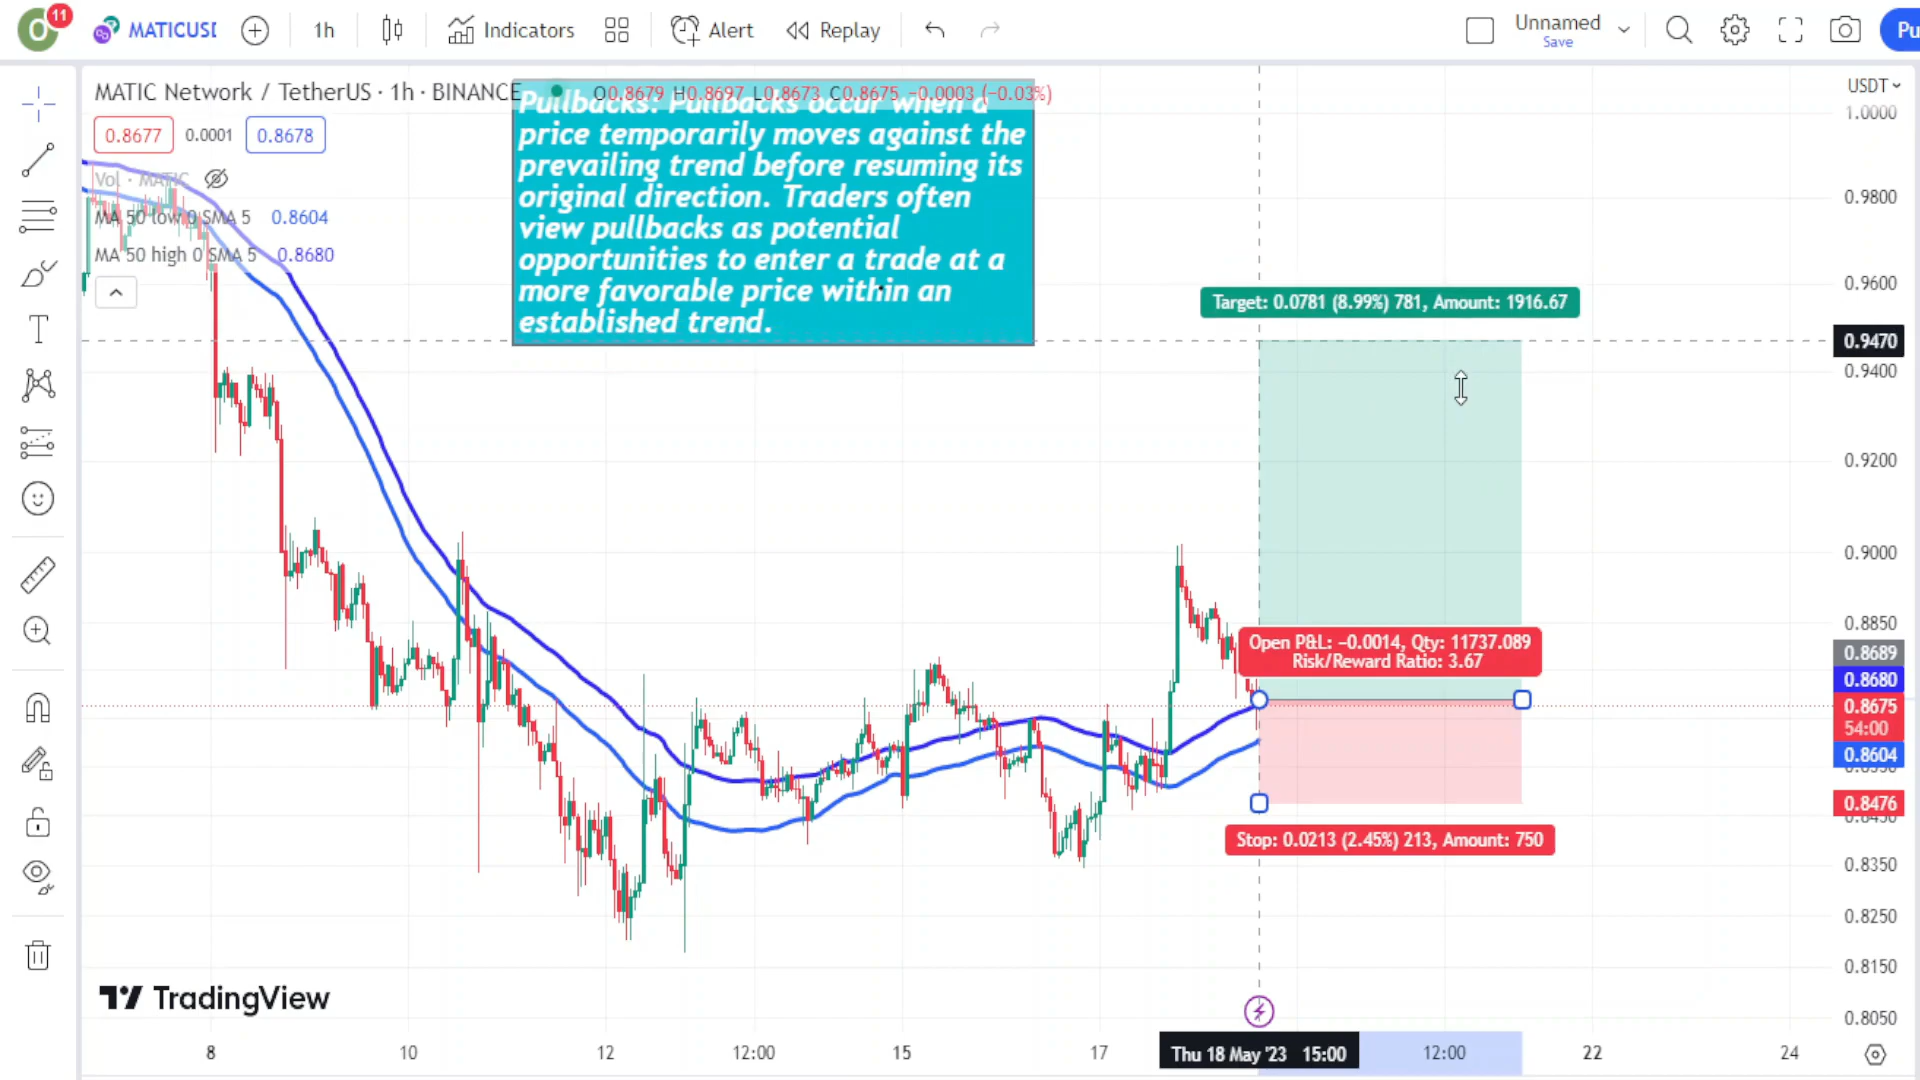 11
MATICUSI
1h
Indicators
Alert
Replay
Unnamed
Save
Pu
MATIC Network / TetherUS · 1h · BINANCE
O0.8679 H0.8697 L0.8673 C0.8675 −0.0003 (−0.03%)
USDT
0.8677
0.0001
0.8678
Vol · MATIC
MA 50 low 0 SMA 5 0.8604
MA 50 high 0 SMA 5 0.8680
Pullbacks: Pullbacks occur when a
price temporarily moves against the
prevailing trend before resuming its
original direction. Traders often
view pullbacks as potential
opportunities to enter a trade at a
more favorable price within an
established trend.
Target: 0.0781 (8.99%) 781, Amount: 1916.67
Open P&L: −0.0014, Qty: 11737.089
Risk/Reward Ratio: 3.67
Stop: 0.0213 (2.45%) 213, Amount: 750
1.0000
0.9800
0.9600
0.9470
0.9400
0.9200
0.9000
0.8850
0.8689
0.8680
0.8675
54:00
0.8604
0.8476
0.8350
0.8250
0.8150
0.8050
TradingView
8
10
12
12:00
15
17
Thu 18 May '23 15:00
12:00
22
24